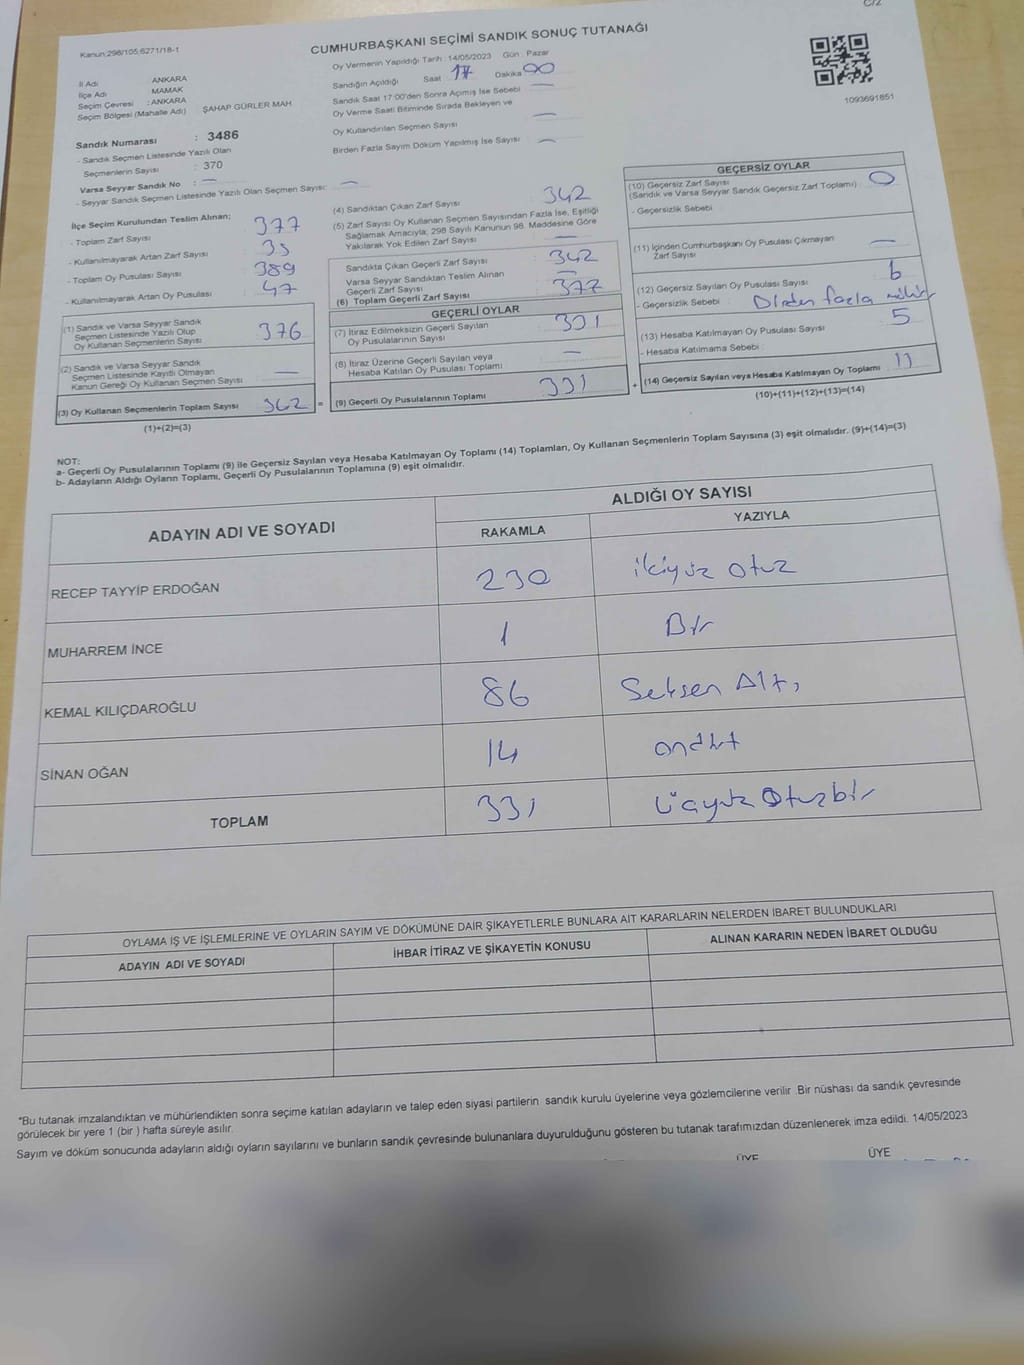 C/2
Kanun:298/105;6271/18-1
CUMHURBAŞKANI SEÇİMİ SANDIK SONUÇ TUTANAĞI
1093691851
İl Adı : ANKARA
İlçe Adı : MAMAK
Seçim Çevresi : ANKARA
Seçim Bölgesi (Mahalle Adı) ŞAHAP GÜRLER MAH.
Sandık Numarası : 3486
- Sandık Seçmen Listesinde Yazılı Olan
Seçmenlerin Sayısı : 370
Varsa Seyyar Sandık No : —
- Seyyar Sandık Seçmen Listesinde Yazılı Olan Seçmen Sayısı: —
Oy Vermenin Yapıldığı Tarih : 14/05/2023 Gün : Pazar
Sandığın Açıldığı Saat 17 Dakika 00
Sandık Saat 17:00'den Sonra Açımış İse Sebebi —
Oy Verme Saati Bitiminde Sırada Bekleyen ve
Oy Kullandırılan Seçmen Sayısı —
Birden Fazla Sayım Döküm Yapılmış İse Sayısı —
İlçe Seçim Kurulundan Teslim Alınan;
- Toplam Zarf Sayısı : 377
- Kullanılmayarak Artan Zarf Sayısı : 35
- Toplam Oy Pusulası Sayısı : 389
- Kullanılmayarak Artan Oy Pusulası : 47
(1) Sandık ve Varsa Seyyar Sandık
Seçmen Listesinde Yazılı Olup
Oy Kullanan Seçmenlerin Sayısı 376
(2) Sandık ve Varsa Seyyar Sandık
Seçmen Listesinde Kayıtlı Olmayan
Kanun Gereği Oy Kullanan Seçmen Sayısı —
(3) Oy Kullanan Seçmenlerin Toplam Sayısı 362 =
(1)+(2)=(3)
(4) Sandıktan Çıkan Zarf Sayısı 342
(5) Zarf Sayısı Oy Kullanan Seçmen Sayısından Fazla İse, Eşitliği
Sağlamak Amacıyla, 298 Sayılı Kanunun 98. Maddesine Göre
Yakılarak Yok Edilen Zarf Sayısı —
Sandıkta Çıkan Geçerli Zarf Sayısı 342
Varsa Seyyar Sandıktan Teslim Alınan
Geçerli Zarf Sayısı —
(6) Toplam Geçerli Zarf Sayısı 377
GEÇERLİ OYLAR
(7) İtiraz Edilmeksizin Geçerli Sayılan
Oy Pusulalarının Sayısı 331
(8) İtiraz Üzerine Geçerli Sayılan veya
Hesaba Katılan Oy Pusulası Toplamı —
(9) Geçerli Oy Pusulalarının Toplamı 331 +
GEÇERSİZ OYLAR
(10) Geçersiz Zarf Sayısı
(Sandık ve Varsa Seyyar Sandık Geçersiz Zarf Toplamı) 0
- Geçersizlik Sebebi
(11) İçinden Cumhurbaşkanı Oy Pusulası Çıkmayan
Zarf Sayısı —
(12) Geçersiz Sayılan Oy Pusulası Sayısı 6
- Geçersizlik Sebebi : Birden fazla mühür
(13) Hesaba Katılmayan Oy Pusulası Sayısı 5
- Hesaba Katılmama Sebebi
(14) Geçersiz Sayılan veya Hesaba Katılmayan Oy Toplamı 11
(10)+(11)+(12)+(13)=(14)
NOT:
a- Geçerli Oy Pusulalarının Toplamı (9) ile Geçersiz Sayılan veya Hesaba Katılmayan Oy Toplamı (14) Toplamları, Oy Kullanan Seçmenlerin Toplam Sayısına (3) eşit olmalıdır. (9)+(14)=(3)
b- Adayların Aldığı Oyların Toplamı, Geçerli Oy Pusulalarının Toplamına (9) eşit olmalıdır.
ADAYIN ADI VE SOYADI
ALDIĞI OY SAYISI
RAKAMLA YAZIYLA
RECEP TAYYİP ERDOĞAN 230 ikiyüz otuz
MUHARREM İNCE 1 Bir
KEMAL KILIÇDAROĞLU 86 Seksen Altı
SİNAN OĞAN 14 ondört
TOPLAM 331 üçyüz Otuzbir
OYLAMA İŞ VE İŞLEMLERİNE VE OYLARIN SAYIM VE DÖKÜMÜNE DAİR ŞİKAYETLERLE BUNLARA AİT KARARLARIN NELERDEN İBARET BULUNDUKLARI
ADAYIN ADI VE SOYADI İHBAR İTİRAZ VE ŞİKAYETİN KONUSU ALINAN KARARIN NEDEN İBARET OLDUĞU
*Bu tutanak imzalandıktan ve mühürlendikten sonra seçime katılan adayların ve talep eden siyasi partilerin sandık kurulu üyelerine veya gözlemcilerine verilir .Bir nüshası da sandık çevresinde
görülecek bir yere 1 (bir ) hafta süreyle asılır.
Sayım ve döküm sonucunda adayların aldığı oyların sayılarını ve bunların sandık çevresinde bulunanlara duyurulduğunu gösteren bu tutanak tarafımızdan düzenlenerek imza edildi. 14/05/2023
ÜYE ÜYE